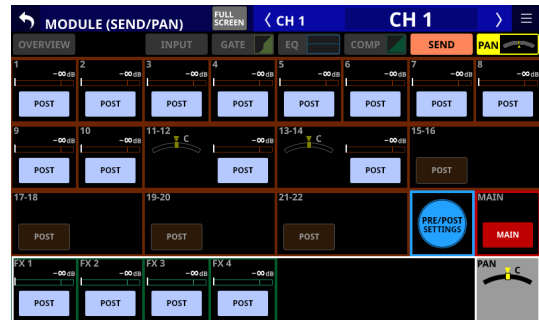 MODULE (SEND/PAN)
FULL SCREEN
CH 1
CH 1
OVERVIEW
INPUT
GATE
EQ
COMP
SEND
PAN
1 2 3 4 5 6 7 8
-∞dB -∞dB -∞dB -∞dB -∞dB -∞dB -∞dB -∞dB
POST POST POST POST POST POST POST POST
9 10 11-12 13-14 15-16
-∞dB -∞dB C -∞dB C -∞dB
POST POST POST POST POST
17-18 19-20 21-22 MAIN
PRE/POST
SETTINGS
POST POST POST MAIN
FX 1 FX 2 FX 3 FX 4 PAN
-∞dB -∞dB -∞dB -∞dB C
POST POST POST POST